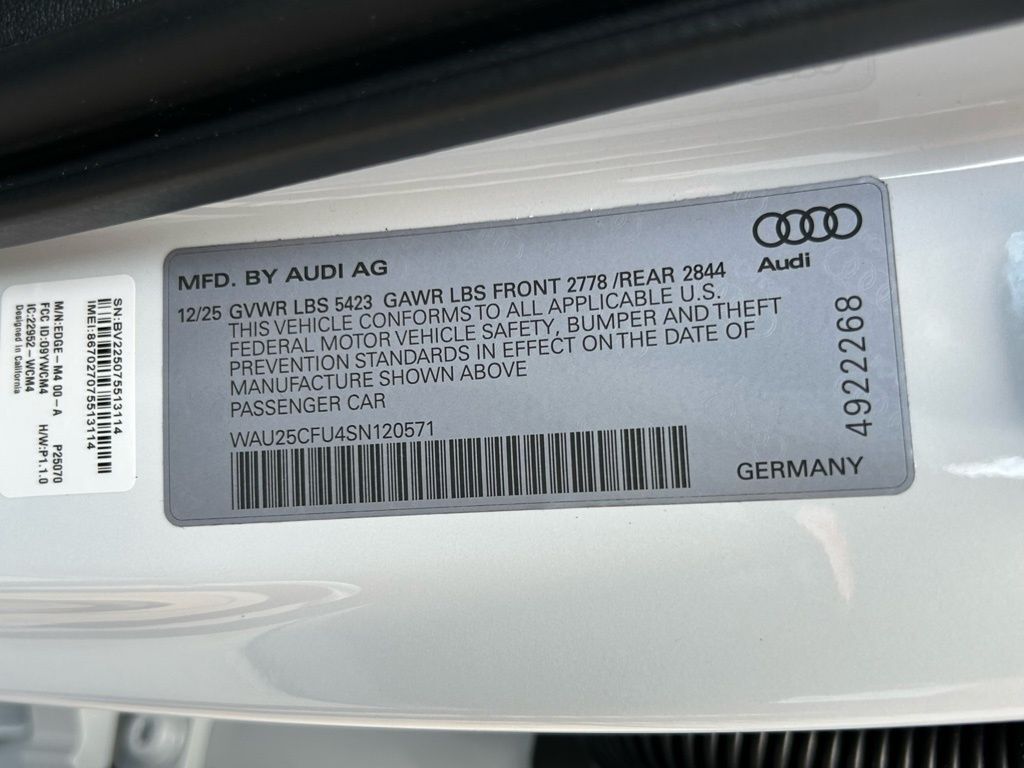 Audi
MFD. BY AUDI AG
12/25 GVWR LBS 5423 GAWR LBS FRONT 2778 /REAR 2844
THIS VEHICLE CONFORMS TO ALL APPLICABLE U.S.
FEDERAL MOTOR VEHICLE SAFETY, BUMPER AND THEFT
PREVENTION STANDARDS IN EFFECT ON THE DATE OF
MANUFACTURE SHOWN ABOVE
PASSENGER CAR
WAU25CFU4SN120571
GERMANY
4922268
SN:BV225075513114
IMEI:867027075513114
M/N:EDGE-M4 00-A P25070
FCC ID:O9YWCM4 H/W:P1.1.0
IC:22952-WCM4
Designed in California